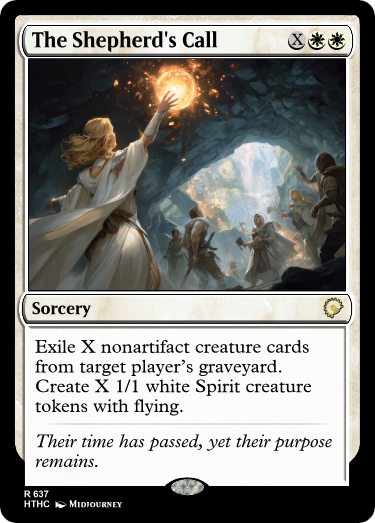 The Shepherd's Call X
Sorcery
Exile X nonartifact creature cards
from target player's graveyard.
Create X 1/1 white Spirit creature
tokens with flying.
Their time has passed, yet their purpose
remains.
R 637
HTHC Midjourney